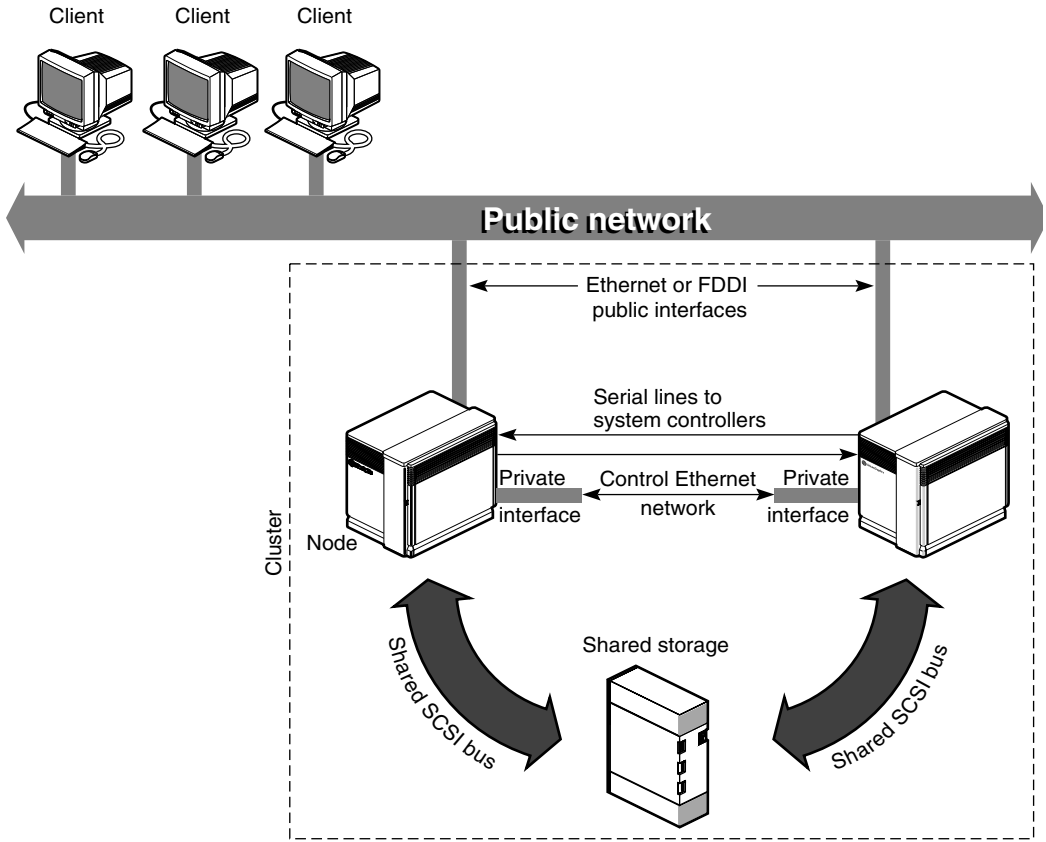 Client
Client
Client
Public network
Ethernet or FDDI
public interfaces
Serial lines to
system controllers
Private
interface
Control Ethernet
network
Private
interface
Node
Cluster
Shared storage
Shared SCSI bus
Shared SCSI bus